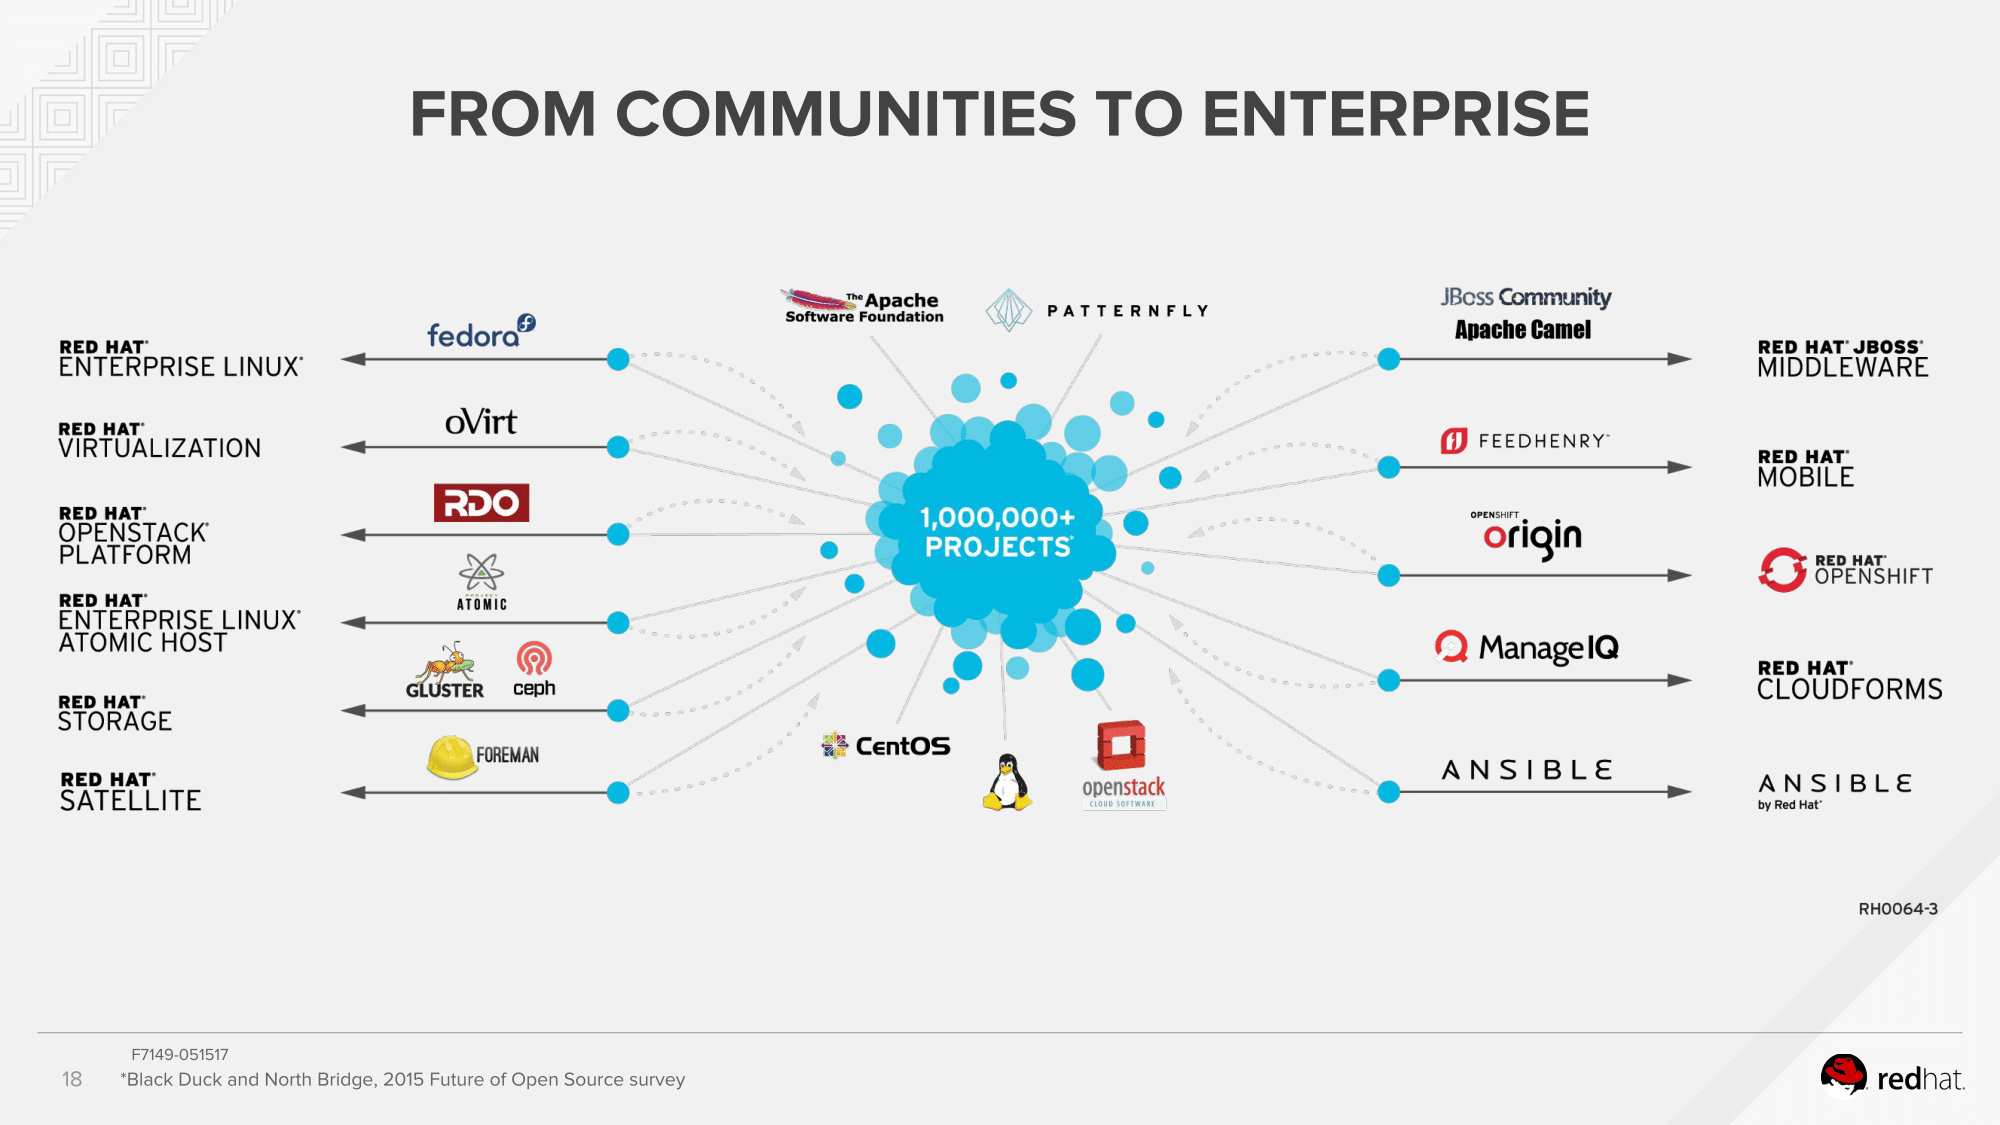 FROM COMMUNITIES TO ENTERPRISE
RED HAT®
ENTERPRISE LINUX®
fedora
RED HAT®
VIRTUALIZATION
oVirt
RED HAT®
OPENSTACK®
PLATFORM
RDO
RED HAT®
ENTERPRISE LINUX®
ATOMIC HOST
PROJECT
ATOMIC
RED HAT®
STORAGE
GLUSTER
ceph
RED HAT®
SATELLITE
FOREMAN
The Apache
Software Foundation
PATTERNFLY
1,000,000+
PROJECTS*
CentOS
openstack
CLOUD SOFTWARE
JBoss Community
Apache Camel
RED HAT® JBOSS®
MIDDLEWARE
FEEDHENRY™
RED HAT®
MOBILE
OPENSHIFT
origin
RED HAT®
OPENSHIFT
ManageIQ
RED HAT®
CLOUDFORMS
ANSIBLE
ANSIBLE
by Red Hat®
RH0064-3
F7149-051517
18
*Black Duck and North Bridge, 2015 Future of Open Source survey
redhat.